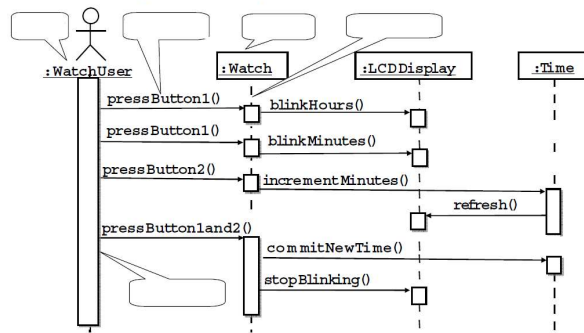 :WatchUser
:Watch
:LCDDisplay
:Time
pressButton1()
blinkHours()
pressButton1()
blinkMinutes()
pressButton2()
incrementMinutes()
refresh()
pressButton1and2()
commitNewTime()
stopBlinking()